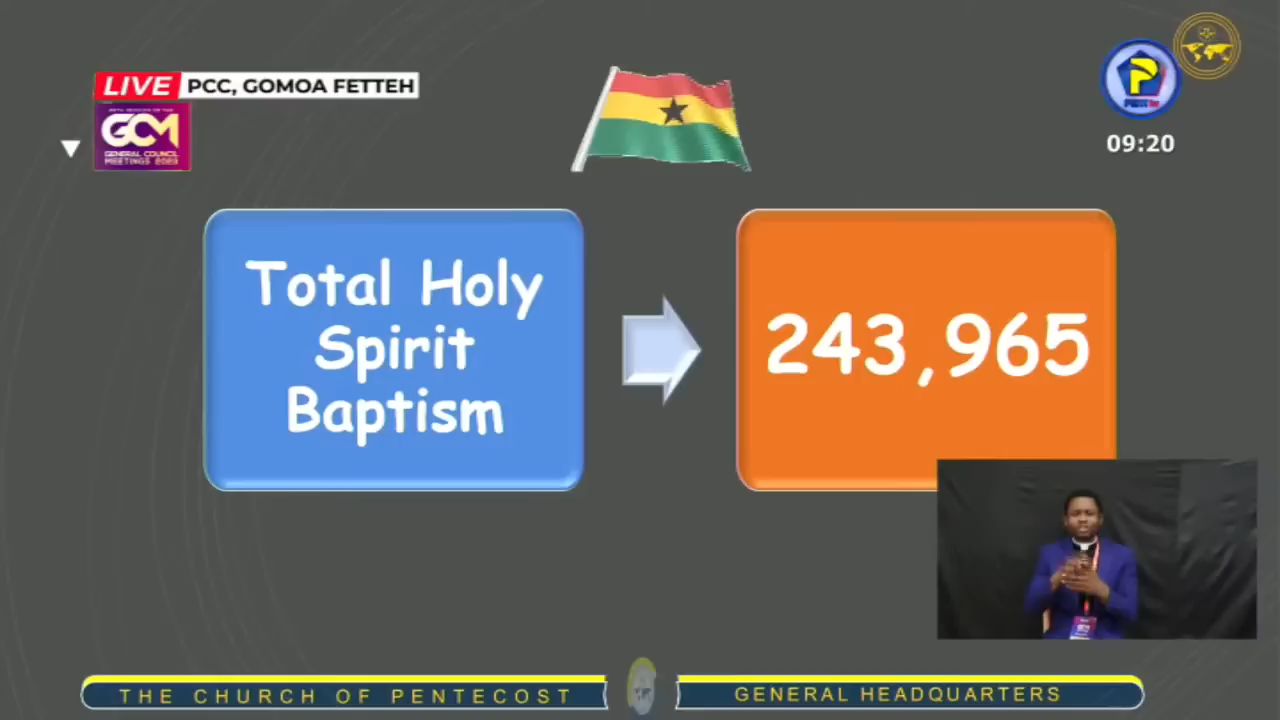 LIVE PCC, GOMOA FETTEH
GCM
GENERAL COUNCIL
MEETINGS 2023
09:20
Total Holy
Spirit
Baptism
243,965
THE CHURCH OF PENTECOST
GENERAL HEADQUARTERS